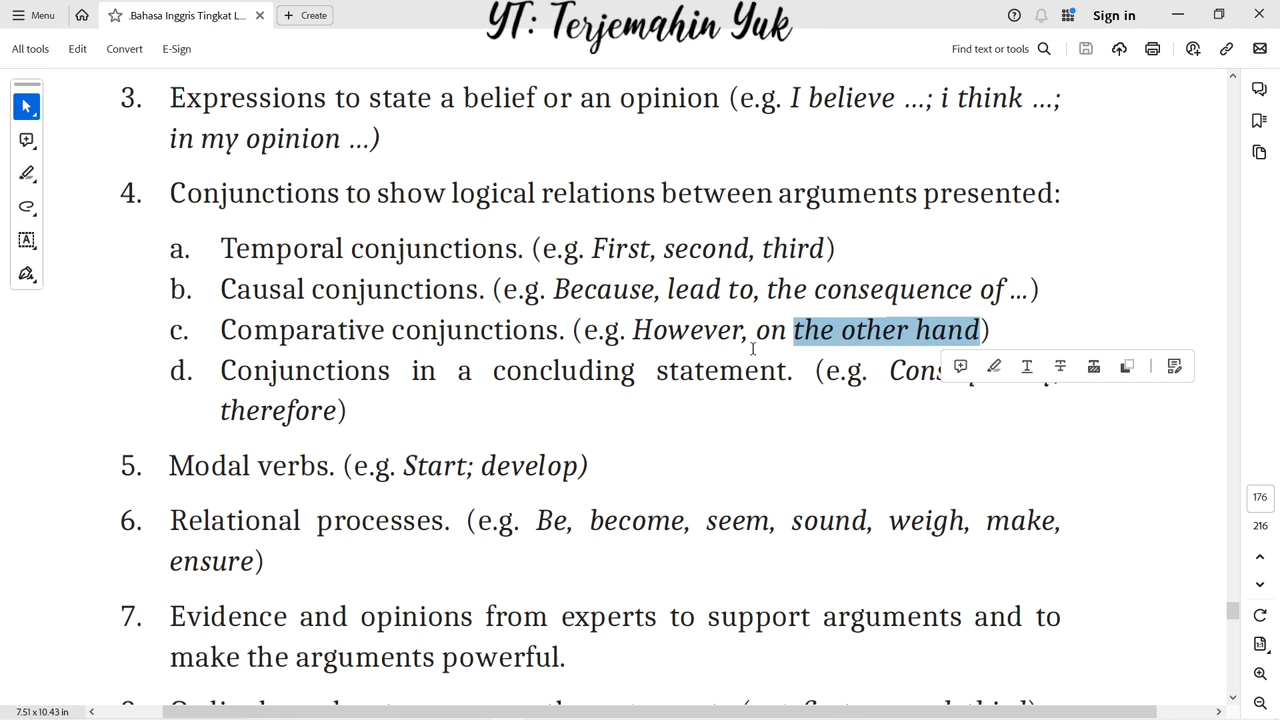 Menu
.Bahasa Inggris Tingkat L...
Create
YT: Terjemahin Yuk
Sign in
All tools Edit Convert E-Sign
Find text or tools
3. Expressions to state a belief or an opinion (e.g. I believe ...; i think ...;
in my opinion ...)
4. Conjunctions to show logical relations between arguments presented:
a. Temporal conjunctions. (e.g. First, second, third)
b. Causal conjunctions. (e.g. Because, lead to, the consequence of ...)
c. Comparative conjunctions. (e.g. However, on the other hand)
d. Conjunctions in a concluding statement. (e.g.
therefore)
5. Modal verbs. (e.g. Start; develop)
6. Relational processes. (e.g. Be, become, seem, sound, weigh, make,
ensure)
7. Evidence and opinions from experts to support arguments and to
make the arguments powerful.
176
216
7.51 x 10.43 in